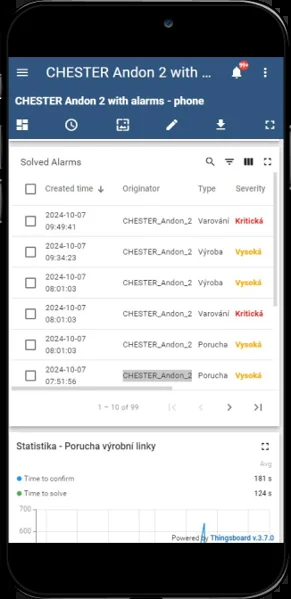 CHESTER Andon 2 with ...
99+
CHESTER Andon 2 with alarms - phone
Solved Alarms
Created time Originator Type Severity
2024-10-07 09:49:41 CHESTER_Andon_2 Varování Kritická
2024-10-07 09:34:23 CHESTER_Andon_2 Výroba Vysoká
2024-10-07 08:01:03 CHESTER_Andon_2 Výroba Vysoká
2024-10-07 08:01:03 CHESTER_Andon_2 Varování Kritická
2024-10-07 08:01:03 CHESTER_Andon_2 Porucha Vysoká
2024-10-07 07:51:56 CHESTER_Andon_2 Porucha Vysoká
1 – 10 of 99
Statistika - Porucha výrobní linky
Avg
Time to confirm 181 s
Time to solve 124 s
700
600
Powered by Thingsboard v.3.7.0